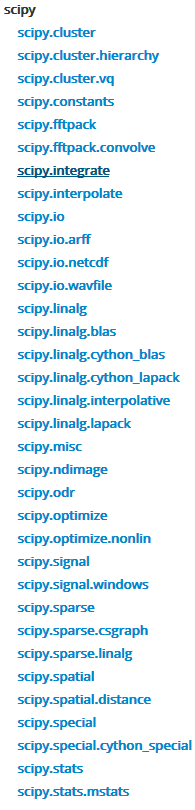 scipy
scipy.cluster
scipy.cluster.hierarchy
scipy.cluster.vq
scipy.constants
scipy.fftpack
scipy.fftpack.convolve
scipy.integrate
scipy.interpolate
scipy.io
scipy.io.arff
scipy.io.netcdf
scipy.io.wavfile
scipy.linalg
scipy.linalg.blas
scipy.linalg.cython_blas
scipy.linalg.cython_lapack
scipy.linalg.interpolative
scipy.linalg.lapack
scipy.misc
scipy.ndimage
scipy.odr
scipy.optimize
scipy.optimize.nonlin
scipy.signal
scipy.signal.windows
scipy.sparse
scipy.sparse.csgraph
scipy.sparse.linalg
scipy.spatial
scipy.spatial.distance
scipy.special
scipy.special.cython_special
scipy.stats
scipy.stats.mstats